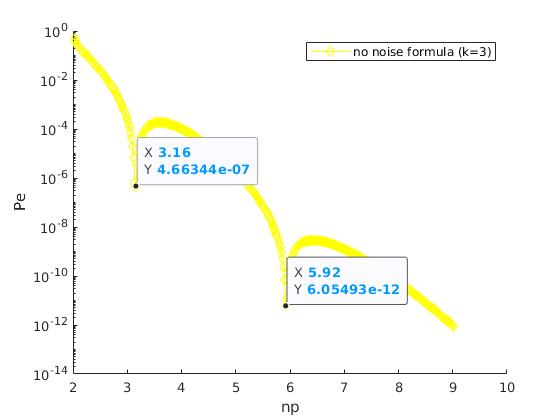 10^0
no noise formula (k=3)
10^-2
10^-4
X 3.16
Y 4.66344e-07
10^-6
Pe
10^-8
X 5.92
Y 6.05493e-12
10^-10
10^-12
10^-14
2 3 4 5 6 7 8 9 10
np